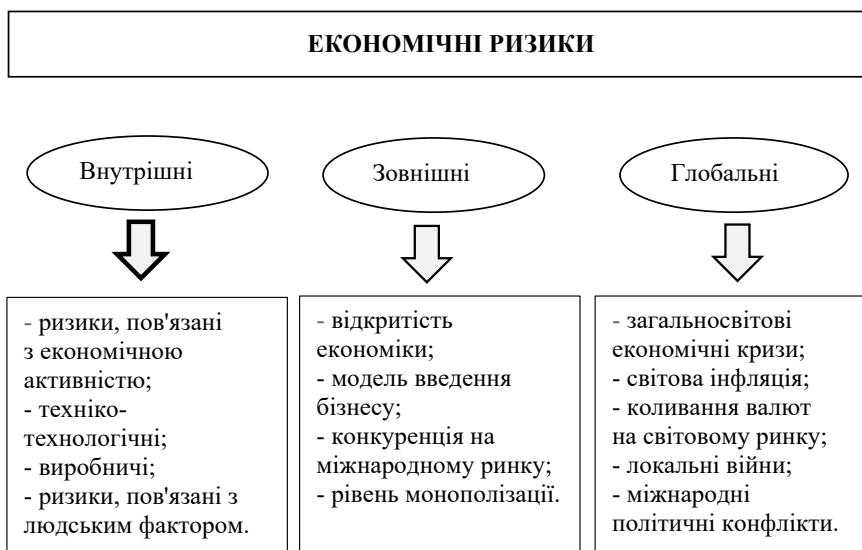 ЕКОНОМІЧНІ РИЗИКИ
Внутрішні
Зовнішні
Глобальні
- ризики, пов'язані
з економічною
активністю;
- техніко-
технологічні;
- виробничі;
- ризики, пов'язані з
людським фактором.
- відкритість
економіки;
- модель введення
бізнесу;
- конкуренція на
міжнародному ринку;
- рівень монополізації.
- загальносвітові
економічні кризи;
- світова інфляція;
- коливання валют
на світовому ринку;
- локальні війни;
- міжнародні
політичні конфлікти.